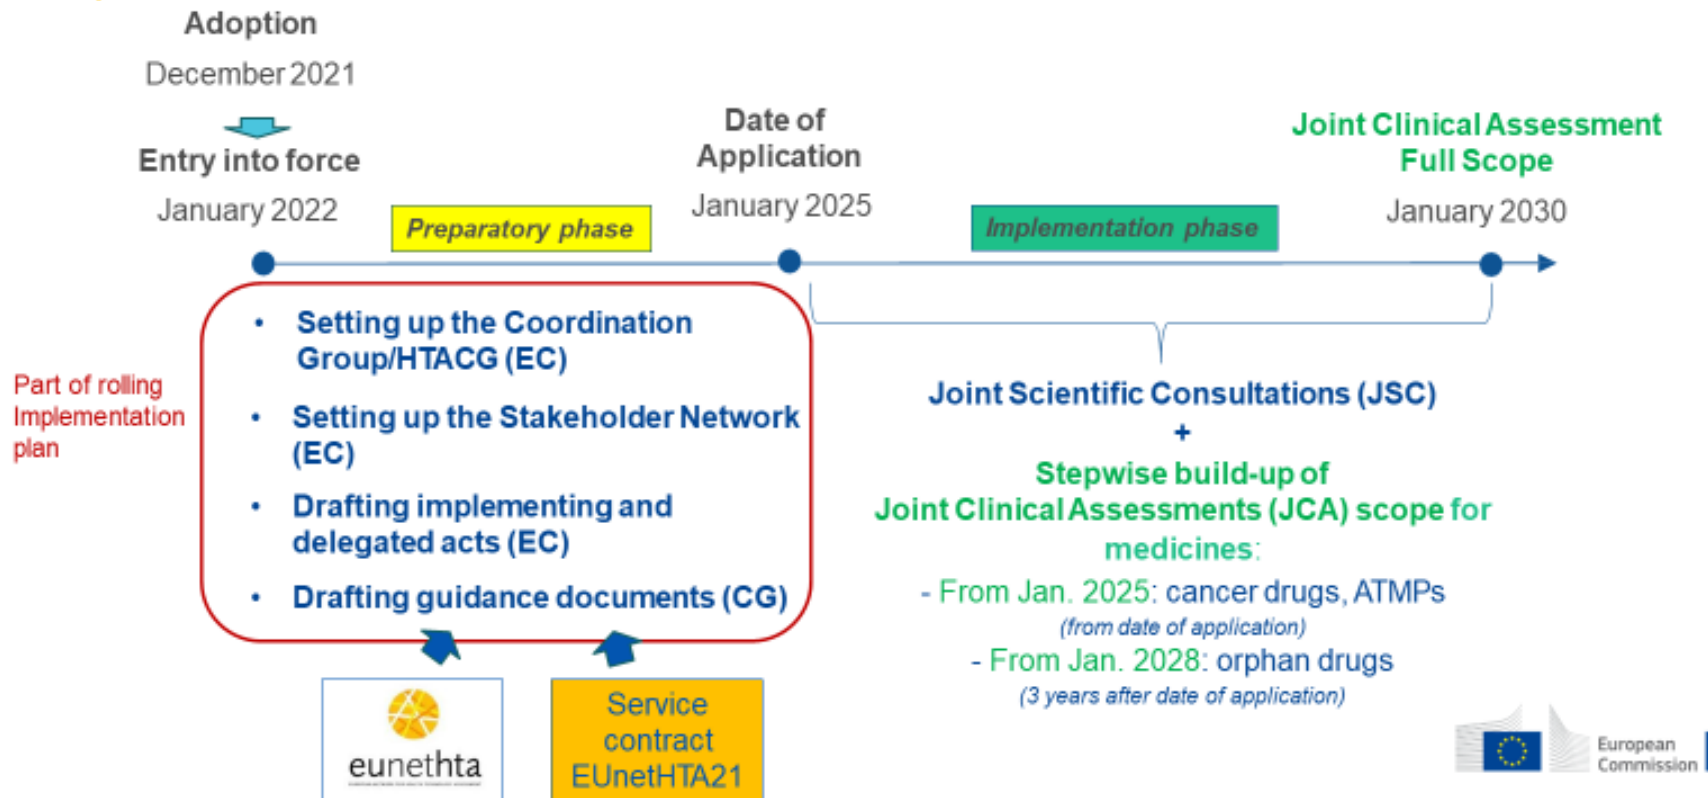 Adoption
December 2021
Entry into force
January 2022
Date of
Application
January 2025
Joint Clinical Assessment
Full Scope
January 2030
Preparatory phase
Implementation phase
Part of rolling
Implementation
plan
• Setting up the Coordination
Group/HTACG (EC)
• Setting up the Stakeholder Network
(EC)
• Drafting implementing and
delegated acts (EC)
• Drafting guidance documents (CG)
eunethta
Service
contract
EUnetHTA21
Joint Scientific Consultations (JSC)
+
Stepwise build-up of
Joint Clinical Assessments (JCA) scope for
medicines:
- From Jan. 2025: cancer drugs, ATMPs
(from date of application)
- From Jan. 2028: orphan drugs
(3 years after date of application)
European
Commission